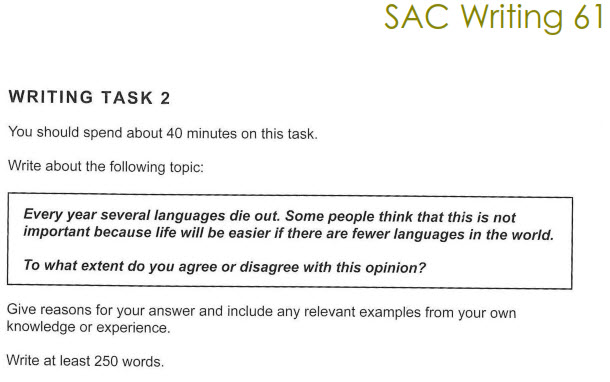 SAC Writing 61
WRITING TASK 2
You should spend about 40 minutes on this task.
Write about the following topic:
Every year several languages die out. Some people think that this is not
important because life will be easier if there are fewer languages in the world.
To what extent do you agree or disagree with this opinion?
Give reasons for your answer and include any relevant examples from your own
knowledge or experience.
Write at least 250 words.